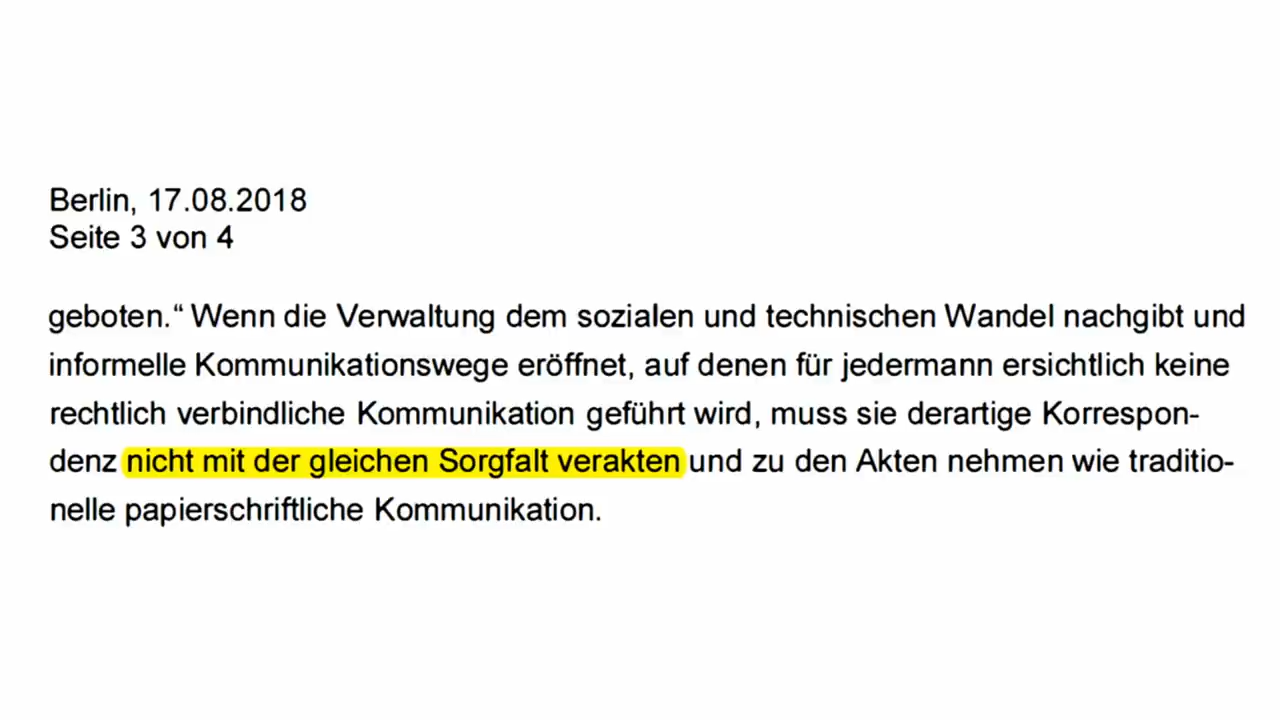 Berlin, 17.08.2018
Seite 3 von 4
geboten.“ Wenn die Verwaltung dem sozialen und technischen Wandel nachgibt und
informelle Kommunikationswege eröffnet, auf denen für jedermann ersichtlich keine
rechtlich verbindliche Kommunikation geführt wird, muss sie derartige Korrespon-
denz nicht mit der gleichen Sorgfalt verakten und zu den Akten nehmen wie traditio-
nelle papierschriftliche Kommunikation.